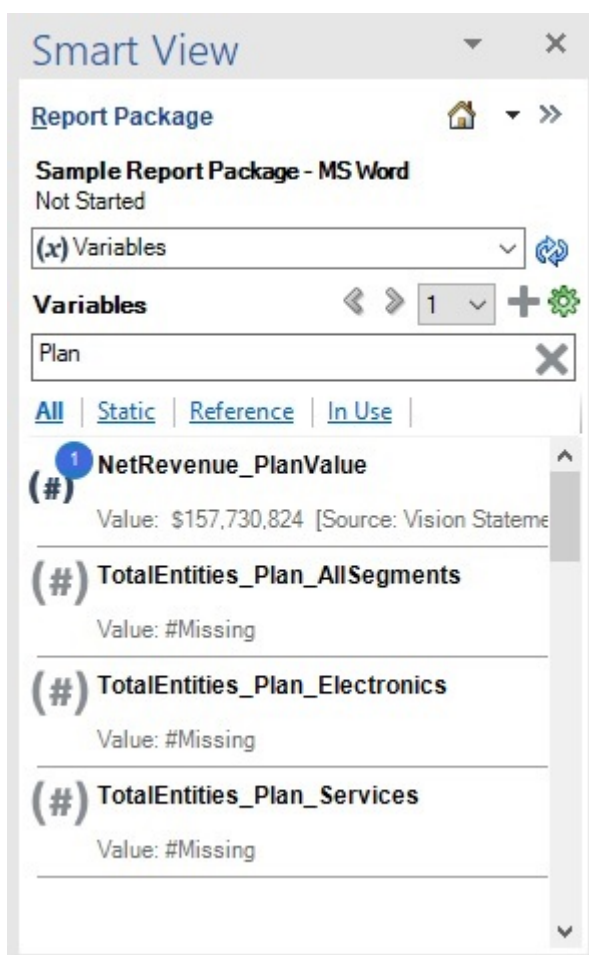 Smart View
Report Package
Sample Report Package - MS Word
Not Started
(x) Variables
Variables 1
Plan
All | Static | Reference | In Use |
1
(#) NetRevenue_PlanValue
Value: $157,730,824 [Source: Vision Stateme
(#) TotalEntities_Plan_AllSegments
Value: #Missing
(#) TotalEntities_Plan_Electronics
Value: #Missing
(#) TotalEntities_Plan_Services
Value: #Missing